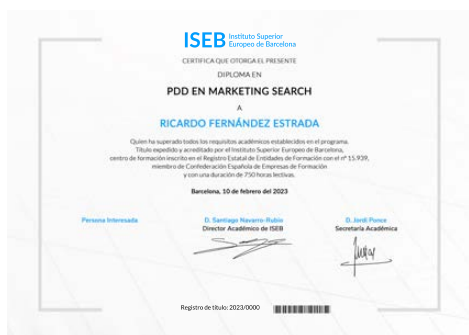 ISEB Instituto Superior
Europeo de Barcelona
CERTIFICA QUE OTORGA EL PRESENTE
DIPLOMA EN
PDD EN MARKETING SEARCH
A
RICARDO FERNÁNDEZ ESTRADA
Quien ha superado todos los requisitos académicos establecidos en el programa.
Título expedido y acreditado por el Instituto Superior Europeo de Barcelona,
centro de formación inscrito en el Registro Estatal de Entidades de Formación con el nº 15.939,
miembro de Confederación Española de Empresas de Formación
y con una duración de 750 horas lectivas.
Barcelona, 10 de febrero del 2023
Persona Interesada
D. Santiago Navarro Rubio
Director Académico de ISEB
D. Jordi Ponce
Secretaría Académica
Registro de título: 2023/0000